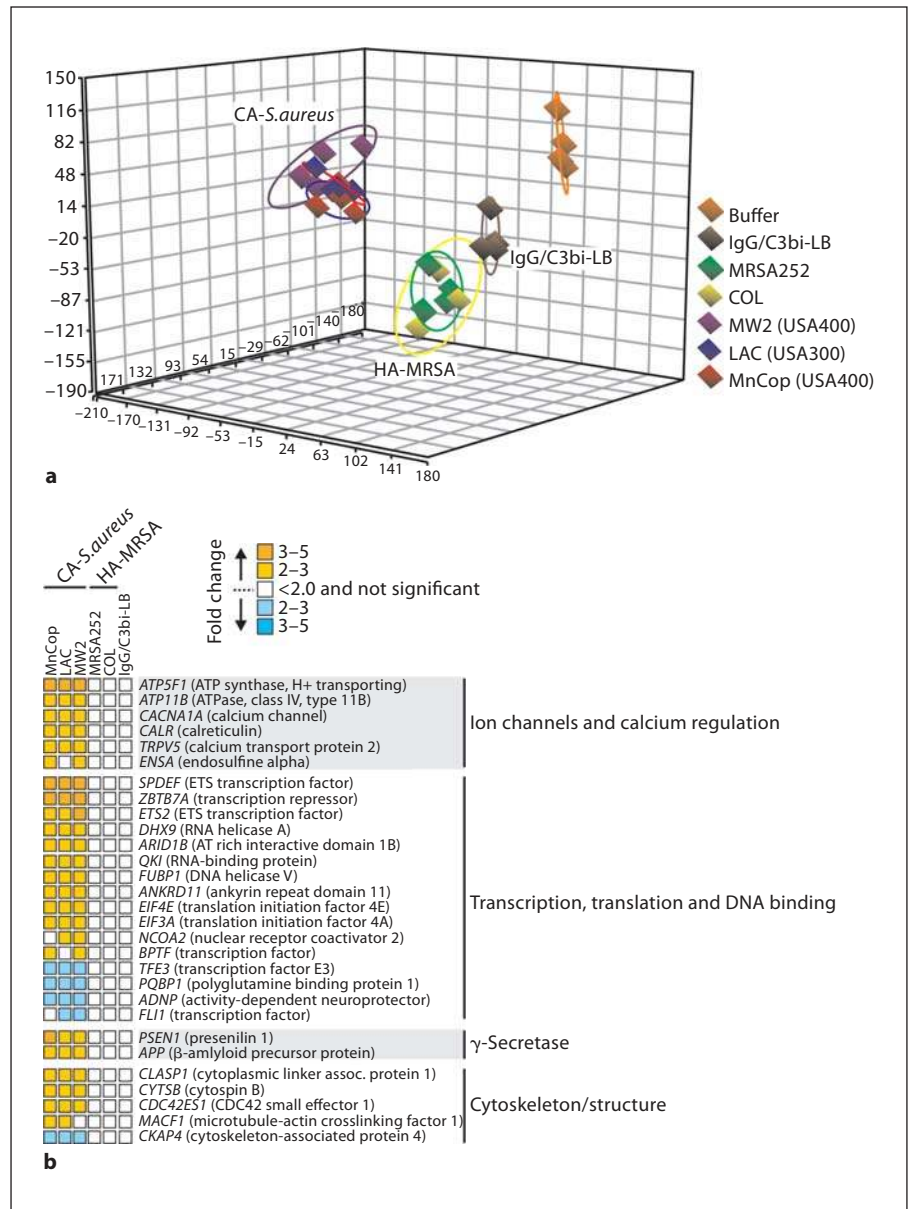 150
116
82
48
14
–20
–53
–87
–121
–155
–190
171 132 93 54 15 –29 –62 –101 –140 –180
–210 –170 –131 –92 –53 –15 24 63 102 141 180
CA-S.aureus
IgG/C3bi-LB
HA-MRSA
Buffer
IgG/C3bi-LB
MRSA252
COL
MW2 (USA400)
LAC (USA300)
MnCop (USA400)
a
CA-S.aureus
HA-MRSA
Fold change
3–5
2–3
<2.0 and not significant
2–3
3–5
MnCop
LAC
MW2
MRSA252
COL
IgG/C3bi-LB
ATP5F1 (ATP synthase, H+ transporting)
ATP11B (ATPase, class IV, type 11B)
CACNA1A (calcium channel)
CALR (calreticulin)
TRPV5 (calcium transport protein 2)
ENSA (endosulfine alpha)
Ion channels and calcium regulation
SPDEF (ETS transcription factor)
ZBTB7A (transcription repressor)
ETS2 (ETS transcription factor)
DHX9 (RNA helicase A)
ARID1B (AT rich interactive domain 1B)
QKI (RNA-binding protein)
FUBP1 (DNA helicase V)
ANKRD11 (ankyrin repeat domain 11)
EIF4E (translation initiation factor 4E)
EIF3A (translation initiation factor 4A)
NCOA2 (nuclear receptor coactivator 2)
BPTF (transcription factor)
TFE3 (transcription factor E3)
PQBP1 (polyglutamine binding protein 1)
ADNP (activity-dependent neuroprotector)
FLI1 (transcription factor)
Transcription, translation and DNA binding
PSEN1 (presenilin 1)
APP (β-amlyloid precursor protein)
γ-Secretase
CLASP1 (cytoplasmic linker assoc. protein 1)
CYTSB (cytospin B)
CDC42ES1 (CDC42 small effector 1)
MACF1 (microtubule-actin crosslinking factor 1)
CKAP4 (cytoskeleton-associated protein 4)
Cytoskeleton/structure
b